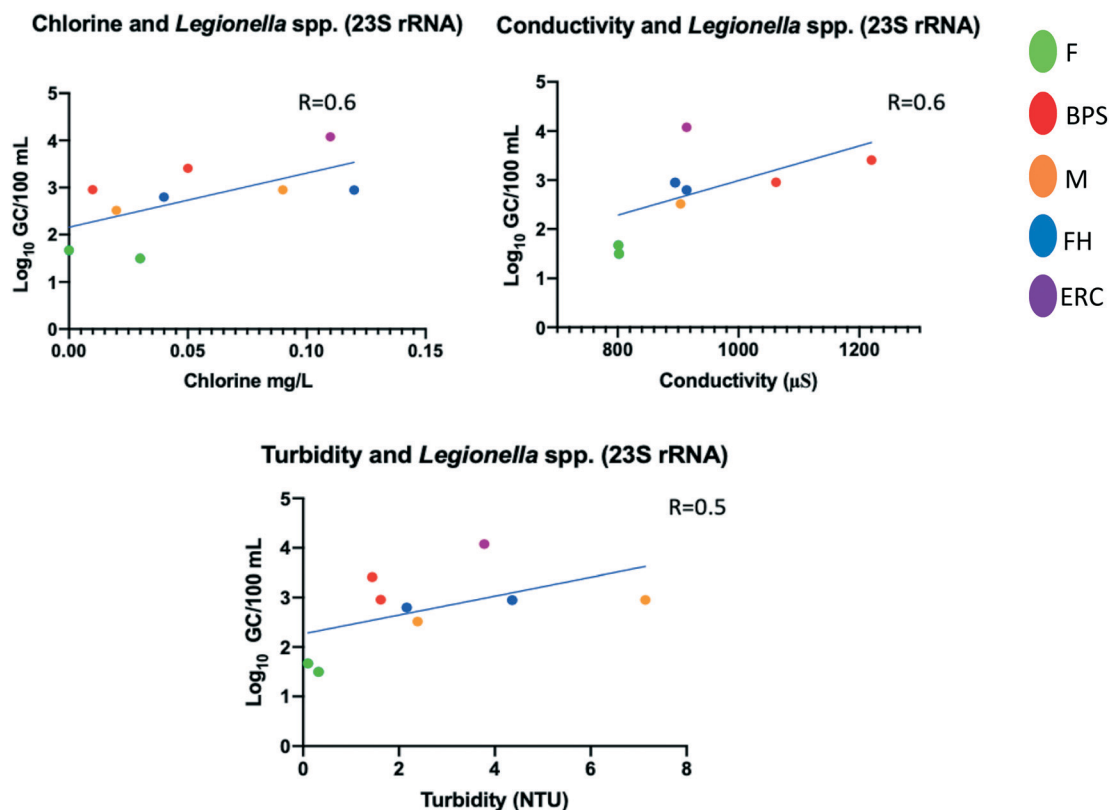 Chlorine and Legionella spp. (23S rRNA)
R=0.6
Log10 GC/100 mL
5
4
3
2
1
0
0.00 0.05 0.10 0.15
Chlorine mg/L
Conductivity and Legionella spp. (23S rRNA)
R=0.6
Log10 GC/100 mL
5
4
3
2
1
0
800 1000 1200
Conductivity (μS)
F
BPS
M
FH
ERC
Turbidity and Legionella spp. (23S rRNA)
R=0.5
Log10 GC/100 mL
5
4
3
2
1
0
0 2 4 6 8
Turbidity (NTU)